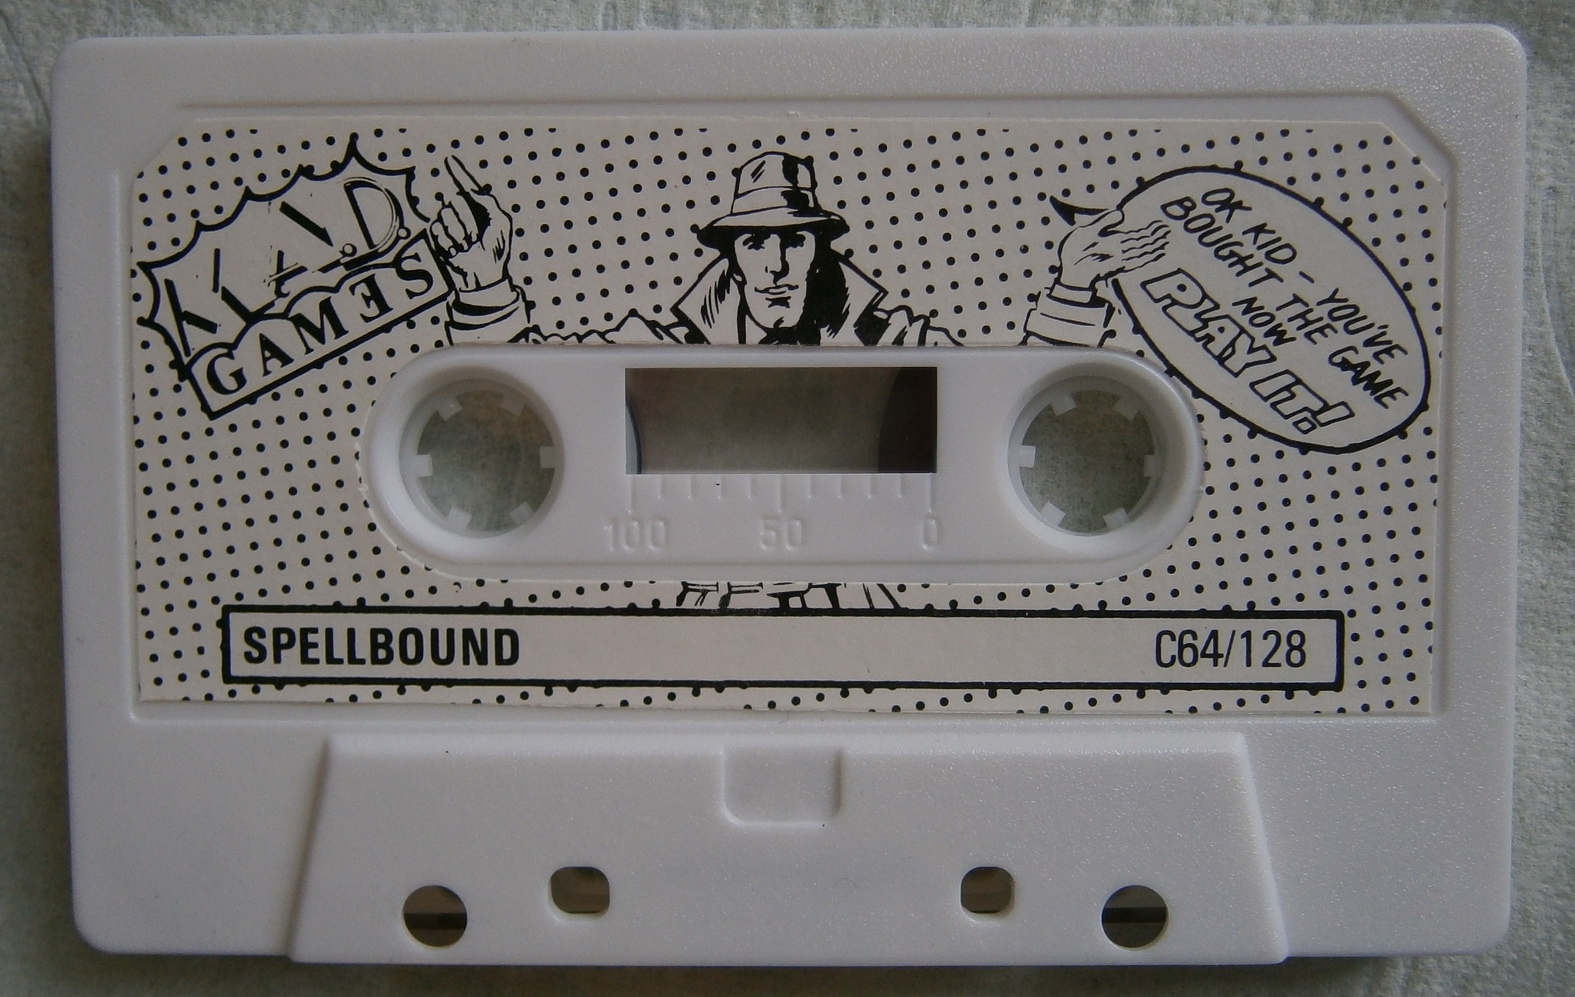 M.A.D.
GAMES
OK KID - YOU'VE
BOUGHT THE GAME
NOW
PLAY IT!
100 50 0
SPELLBOUND C64/128